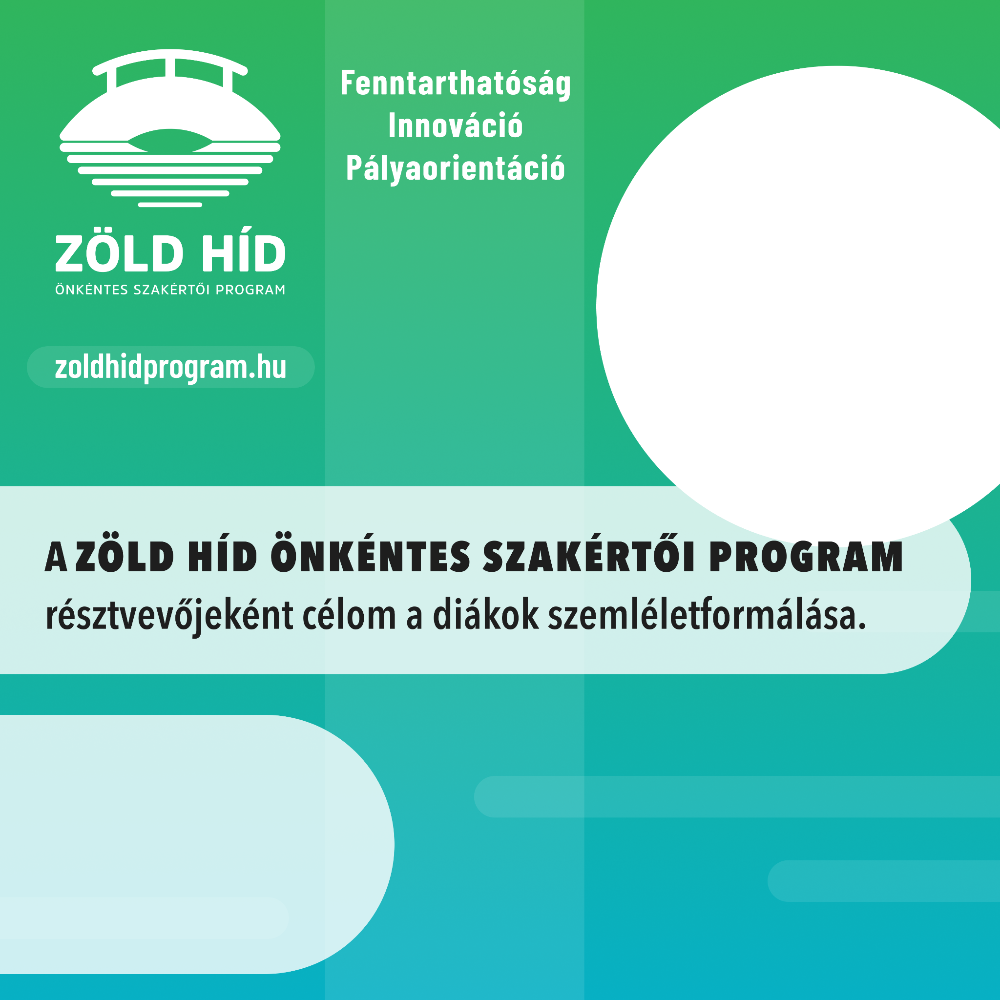 ZÖLD HÍD
ÖNKÉNTES SZAKÉRTŐI PROGRAM
zoldhidprogram.hu
Fenntarthatóság
Innováció
Pályaorientáció
A ZÖLD HÍD ÖNKÉNTES SZAKÉRTŐI PROGRAM
résztvevőjeként célom a diákok szemléletformálása.